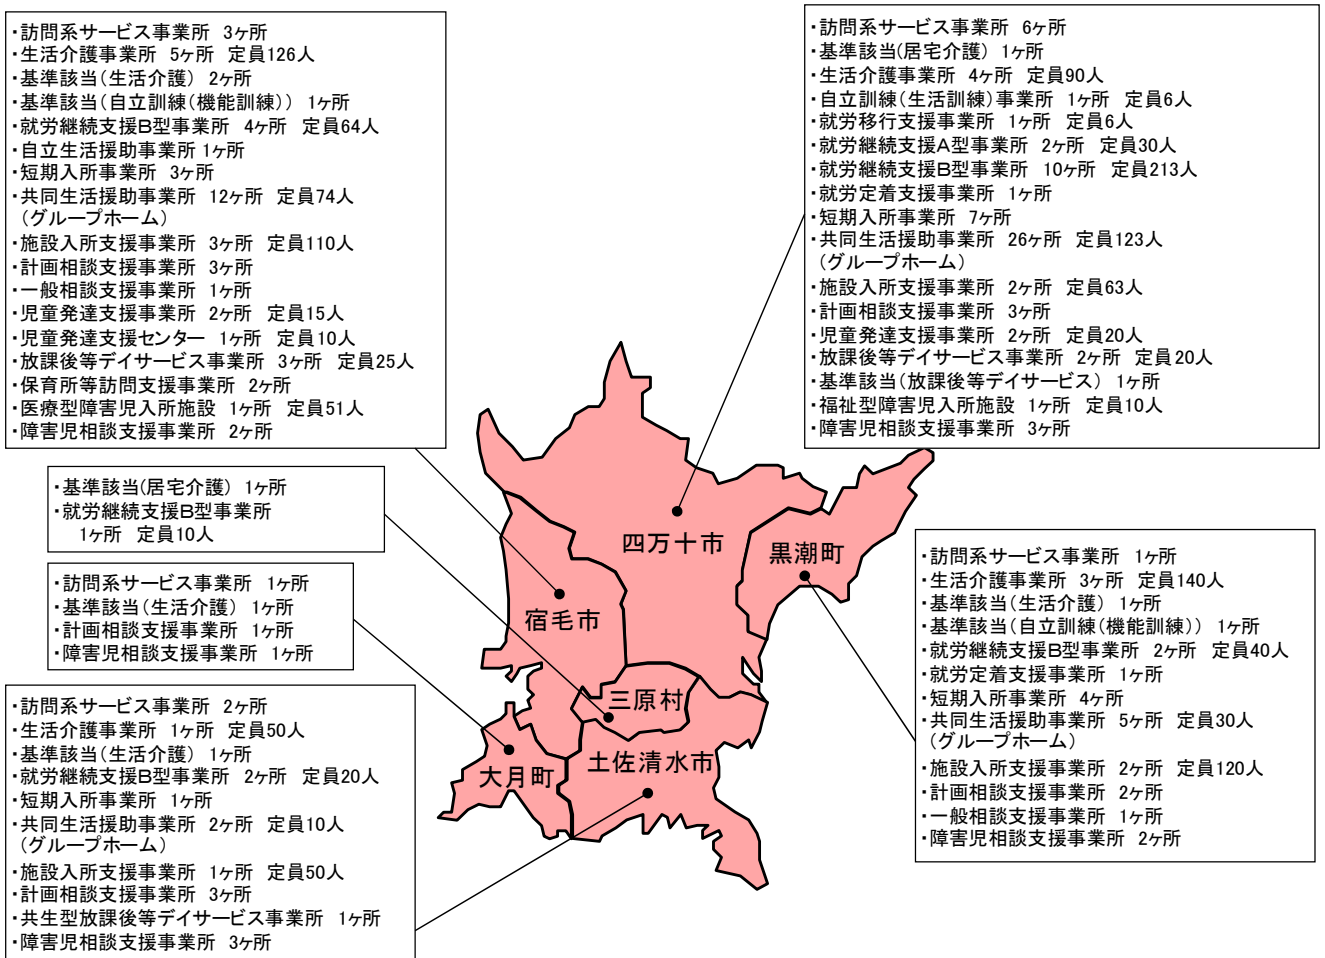 ・訪問系サービス事業所 3ヶ所
・生活介護事業所 5ヶ所 定員126人
・基準該当(生活介護) 2ヶ所
・基準該当(自立訓練(機能訓練)) 1ヶ所
・就労継続支援B型事業所 4ヶ所 定員64人
・自立生活援助事業所 1ヶ所
・短期入所事業所 3ヶ所
・共同生活援助事業所 12ヶ所 定員74人
(グループホーム)
・施設入所支援事業所 3ヶ所 定員110人
・計画相談支援事業所 3ヶ所
・一般相談支援事業所 1ヶ所
・児童発達支援事業所 2ヶ所 定員15人
・児童発達支援センター 1ヶ所 定員10人
・放課後等デイサービス事業所 3ヶ所 定員25人
・保育所等訪問支援事業所 2ヶ所
・医療型障害児入所施設 1ヶ所 定員51人
・障害児相談支援事業所 2ヶ所
・訪問系サービス事業所 6ヶ所
・基準該当(居宅介護) 1ヶ所
・生活介護事業所 4ヶ所 定員90人
・自立訓練(生活訓練)事業所 1ヶ所 定員6人
・就労移行支援事業所 1ヶ所 定員6人
・就労継続支援A型事業所 2ヶ所 定員30人
・就労継続支援B型事業所 10ヶ所 定員213人
・就労定着支援事業所 1ヶ所
・短期入所事業所 7ヶ所
・共同生活援助事業所 26ヶ所 定員123人
(グループホーム)
・施設入所支援事業所 2ヶ所 定員63人
・計画相談支援事業所 3ヶ所
・児童発達支援事業所 2ヶ所 定員20人
・放課後等デイサービス事業所 2ヶ所 定員20人
・基準該当(放課後等デイサービス) 1ヶ所
・福祉型障害児入所施設 1ヶ所 定員10人
・障害児相談支援事業所 3ヶ所
・基準該当(居宅介護) 1ヶ所
・就労継続支援B型事業所
1ヶ所 定員10人
・訪問系サービス事業所 1ヶ所
・基準該当(生活介護) 1ヶ所
・計画相談支援事業所 1ヶ所
・障害児相談支援事業所 1ヶ所
・訪問系サービス事業所 2ヶ所
・生活介護事業所 1ヶ所 定員50人
・基準該当(生活介護) 1ヶ所
・就労継続支援B型事業所 2ヶ所 定員20人
・短期入所事業所 1ヶ所
・共同生活援助事業所 2ヶ所 定員10人
(グループホーム)
・施設入所支援事業所 1ヶ所 定員50人
・計画相談支援事業所 3ヶ所
・共生型放課後等デイサービス事業所 1ヶ所
・障害児相談支援事業所 3ヶ所
四万十市
黒潮町
宿毛市
三原村
土佐清水市
大月町
・訪問系サービス事業所 1ヶ所
・生活介護事業所 3ヶ所 定員140人
・基準該当(生活介護) 1ヶ所
・基準該当(自立訓練(機能訓練)) 1ヶ所
・就労継続支援B型事業所 2ヶ所 定員40人
・就労定着支援事業所 1ヶ所
・短期入所事業所 4ヶ所
・共同生活援助事業所 5ヶ所 定員30人
(グループホーム)
・施設入所支援事業所 2ヶ所 定員120人
・計画相談支援事業所 2ヶ所
・一般相談支援事業所 1ヶ所
・障害児相談支援事業所 2ヶ所